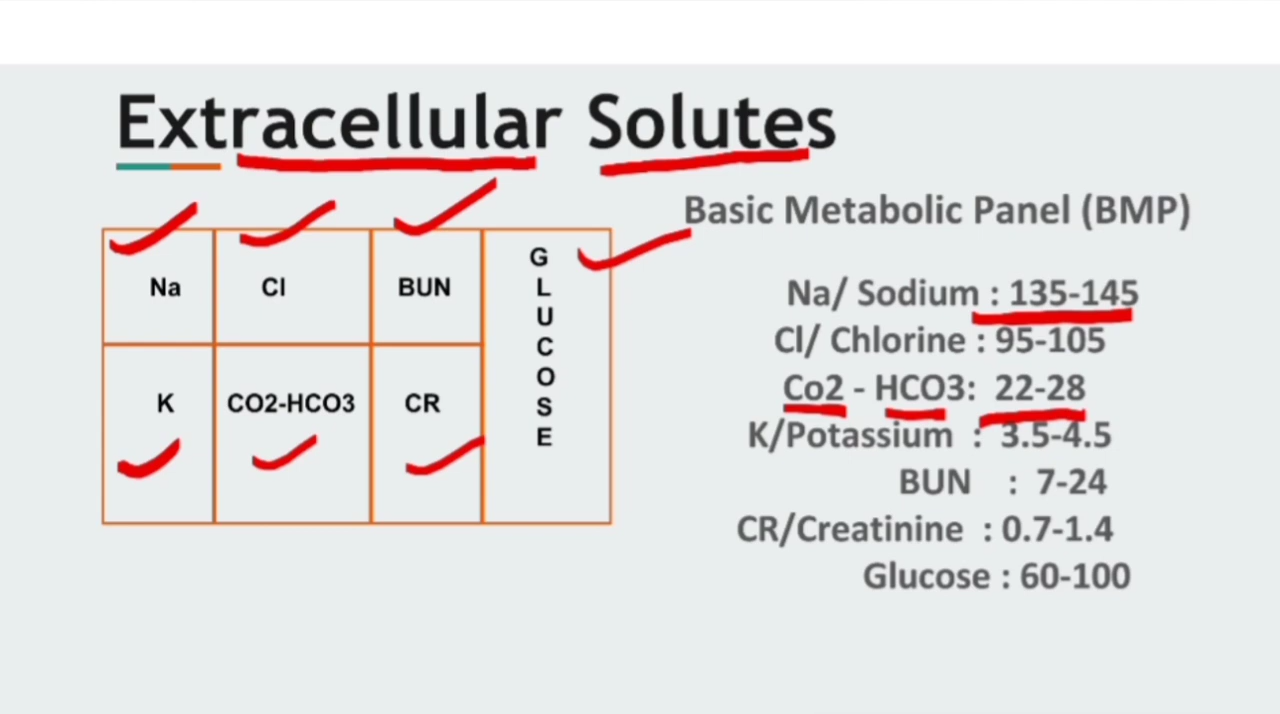 Extracellular Solutes
Basic Metabolic Panel (BMP)
Na
Cl
BUN
GLUCOSE
K
CO2-HCO3
CR
Na/ Sodium : 135-145
Cl/ Chlorine : 95-105
Co2 - HCO3: 22-28
K/Potassium : 3.5-4.5
BUN : 7-24
CR/Creatinine : 0.7-1.4
Glucose : 60-100